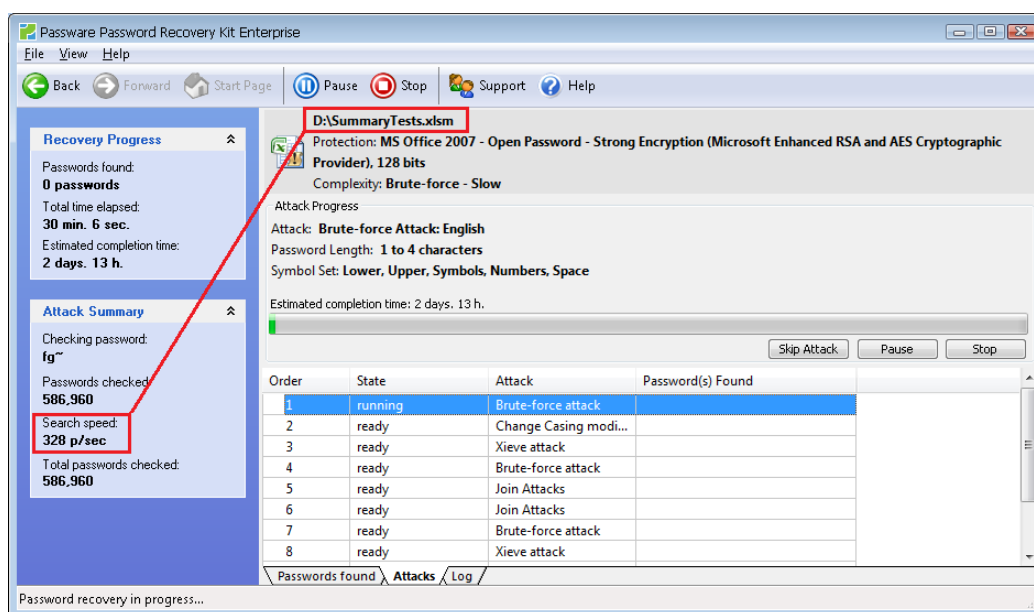 Passware Password Recovery Kit Enterprise
File View Help
Back Forward Start Page Pause Stop Support Help
Recovery Progress
Passwords found:
0 passwords
Total time elapsed:
30 min. 6 sec.
Estimated completion time:
2 days. 13 h.
Attack Summary
Checking password:
fg~
Passwords checked
586,960
Search speed:
328 p/sec
Total passwords checked:
586,960
D:\SummaryTests.xlsm
Protection: MS Office 2007 - Open Password - Strong Encryption (Microsoft Enhanced RSA and AES Cryptographic
Provider), 128 bits
Complexity: Brute-force - Slow
Attack Progress
Attack: Brute-force Attack: English
Password Length: 1 to 4 characters
Symbol Set: Lower, Upper, Symbols, Numbers, Space
Estimated completion time: 2 days. 13 h.
Skip Attack Pause Stop
Order State Attack Password(s) Found
1 running Brute-force attack
2 ready Change Casing modi...
3 ready Xieve attack
4 ready Brute-force attack
5 ready Join Attacks
6 ready Join Attacks
7 ready Brute-force attack
8 ready Xieve attack
Passwords found Attacks Log
Password recovery in progress...